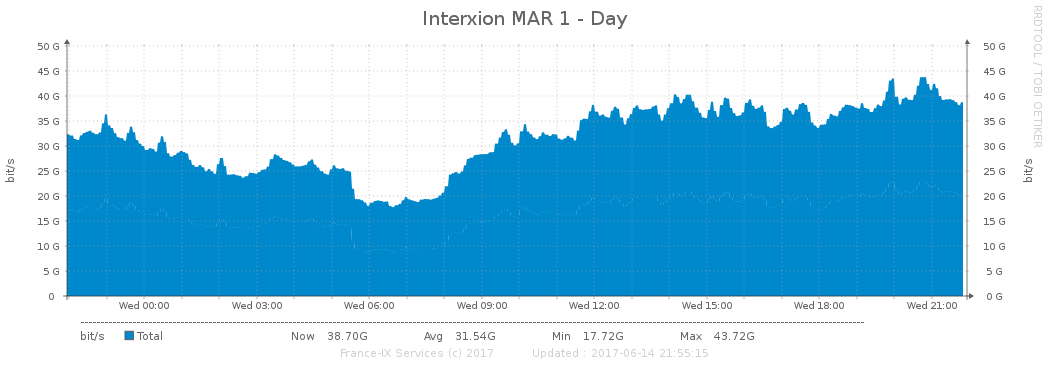 Interxion MAR 1 - Day
RRDTOOL / TOBI OETIKER
50 G 50 G
45 G 45 G
40 G 40 G
35 G 35 G
30 G 30 G
25 G 25 G
20 G 20 G
15 G 15 G
10 G 10 G
5 G 5 G
0 0 G
bit/s bit/s
Wed 00:00 Wed 03:00 Wed 06:00 Wed 09:00 Wed 12:00 Wed 15:00 Wed 18:00 Wed 21:00
bit/s Total Now 38.70G Avg 31.54G Min 17.72G Max 43.72G
France-IX Services (c) 2017 Updated : 2017-06-14 21:55:15